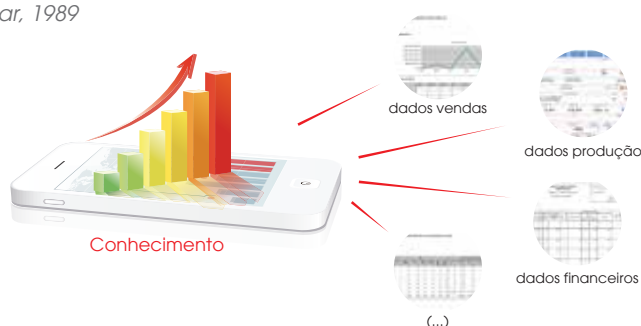 ar, 1989
dados vendas
dados produção
Conhecimento
dados financeiros
(...)